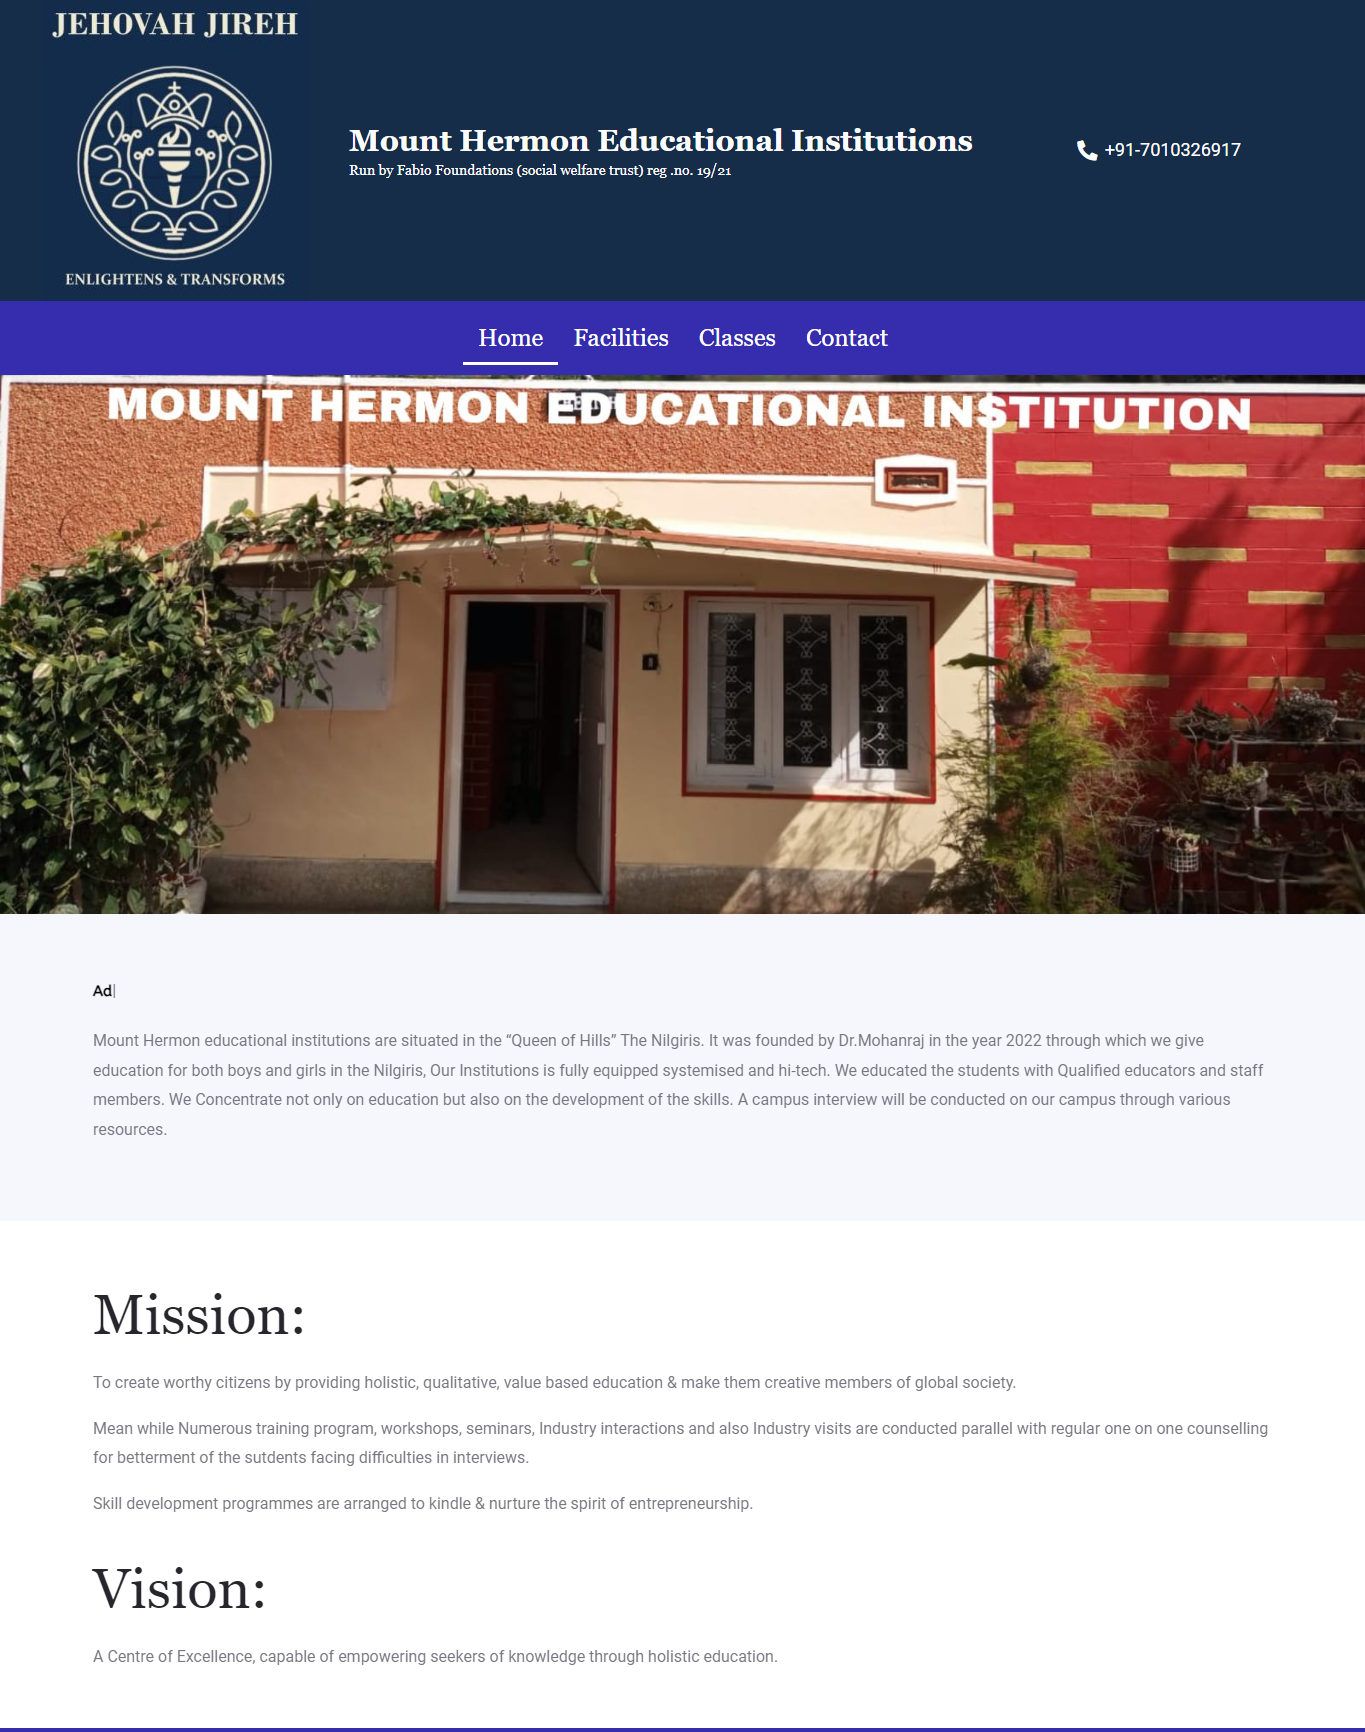 JEHOVAH JIREH
ENLIGHTENS & TRANSFORMS
Mount Hermon Educational Institutions
Run by Fabio Foundations (social welfare trust) reg .no. 19/21
+91-7010326917
Home Facilities Classes Contact
MOUNT HERMON EDUCATIONAL INSTITUTION
Ad
Mount Hermon educational institutions are situated in the “Queen of Hills” The Nilgiris. It was founded by Dr.Mohanraj in the year 2022 through which we give
education for both boys and girls in the Nilgiris, Our Institutions is fully equipped systemised and hi-tech. We educated the students with Qualified educators and staff
members. We Concentrate not only on education but also on the development of the skills. A campus interview will be conducted on our campus through various
resources.
Mission:
To create worthy citizens by providing holistic, qualitative, value based education & make them creative members of global society.
Mean while Numerous training program, workshops, seminars, Industry interactions and also Industry visits are conducted parallel with regular one on one counselling
for betterment of the sutdents facing difficulties in interviews.
Skill development programmes are arranged to kindle & nurture the spirit of entrepreneurship.
Vision:
A Centre of Excellence, capable of empowering seekers of knowledge through holistic education.